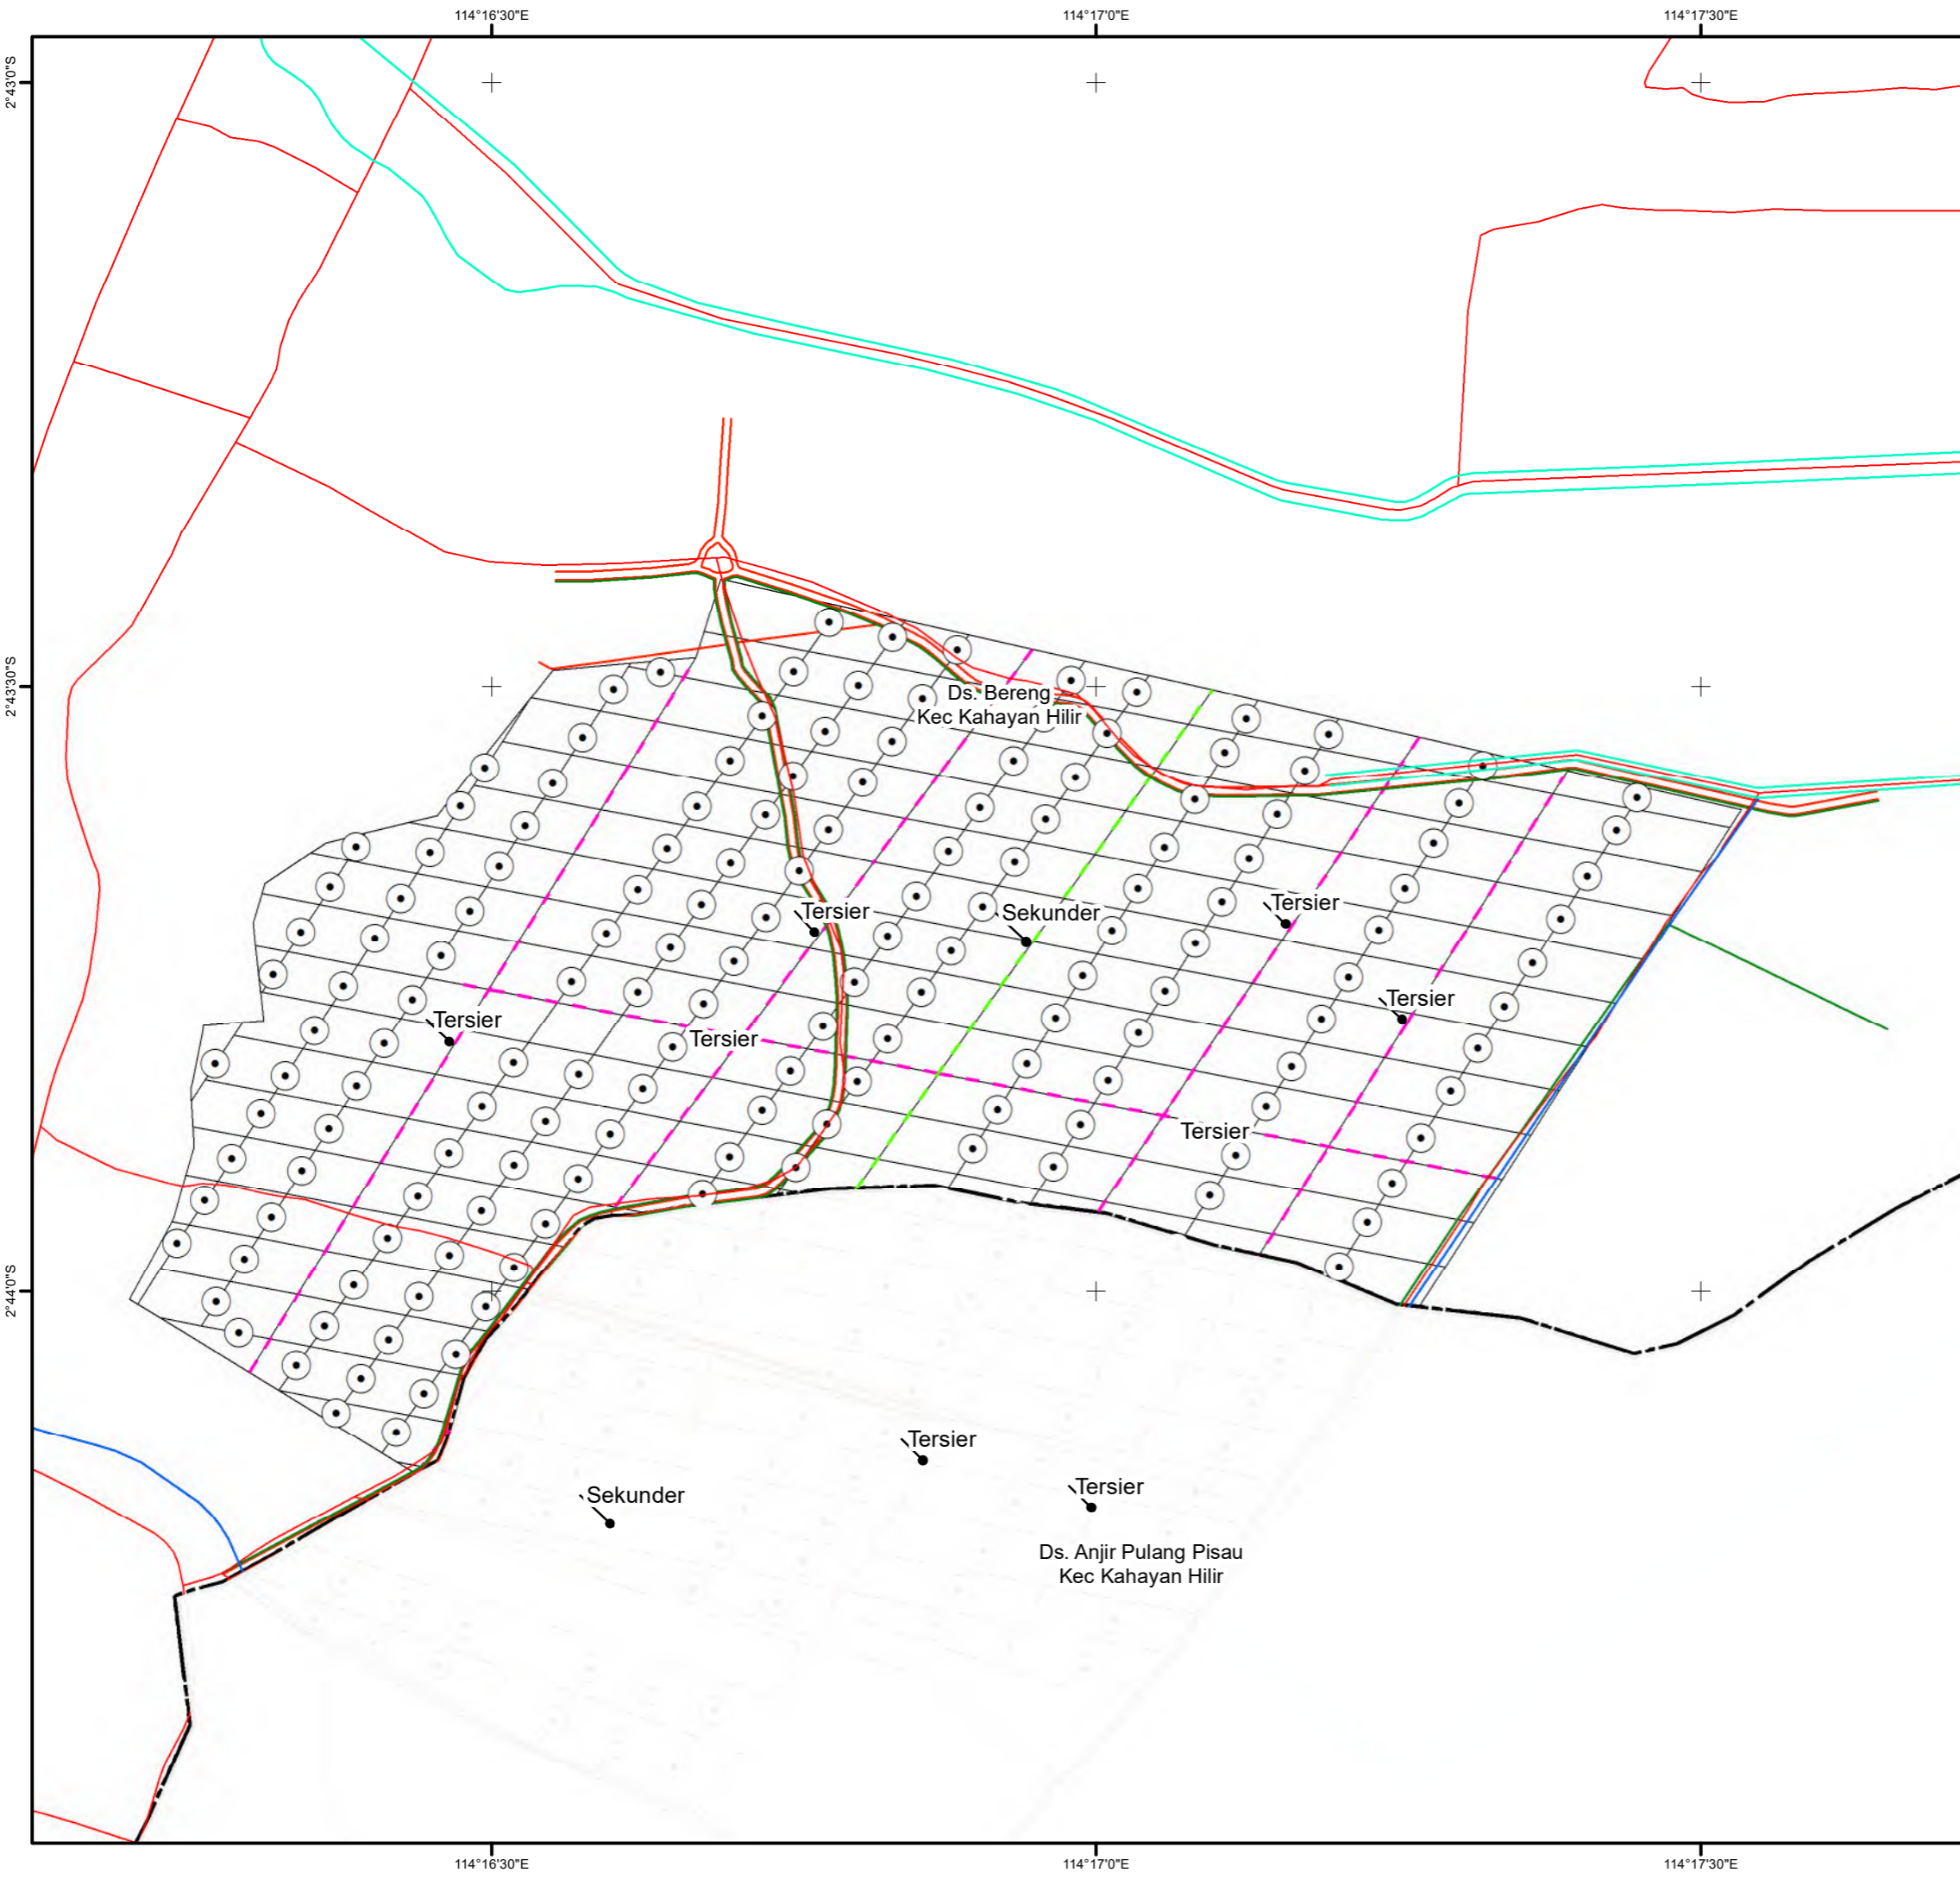 114°16'30"E
114°17'0"E
114°17'30"E
2°43'0"S
2°43'30"S
Ds. Bereng
Kec Kahayan Hilir
Tersier
Sekunder
Tersier
Tersier
Tersier
Tersier
Tersier
2°44'0"S
Tersier
Tersier
Sekunder
Ds. Anjir Pulang Pisau
Kec Kahayan Hilir
114°16'30"E
114°17'0"E
114°17'30"E